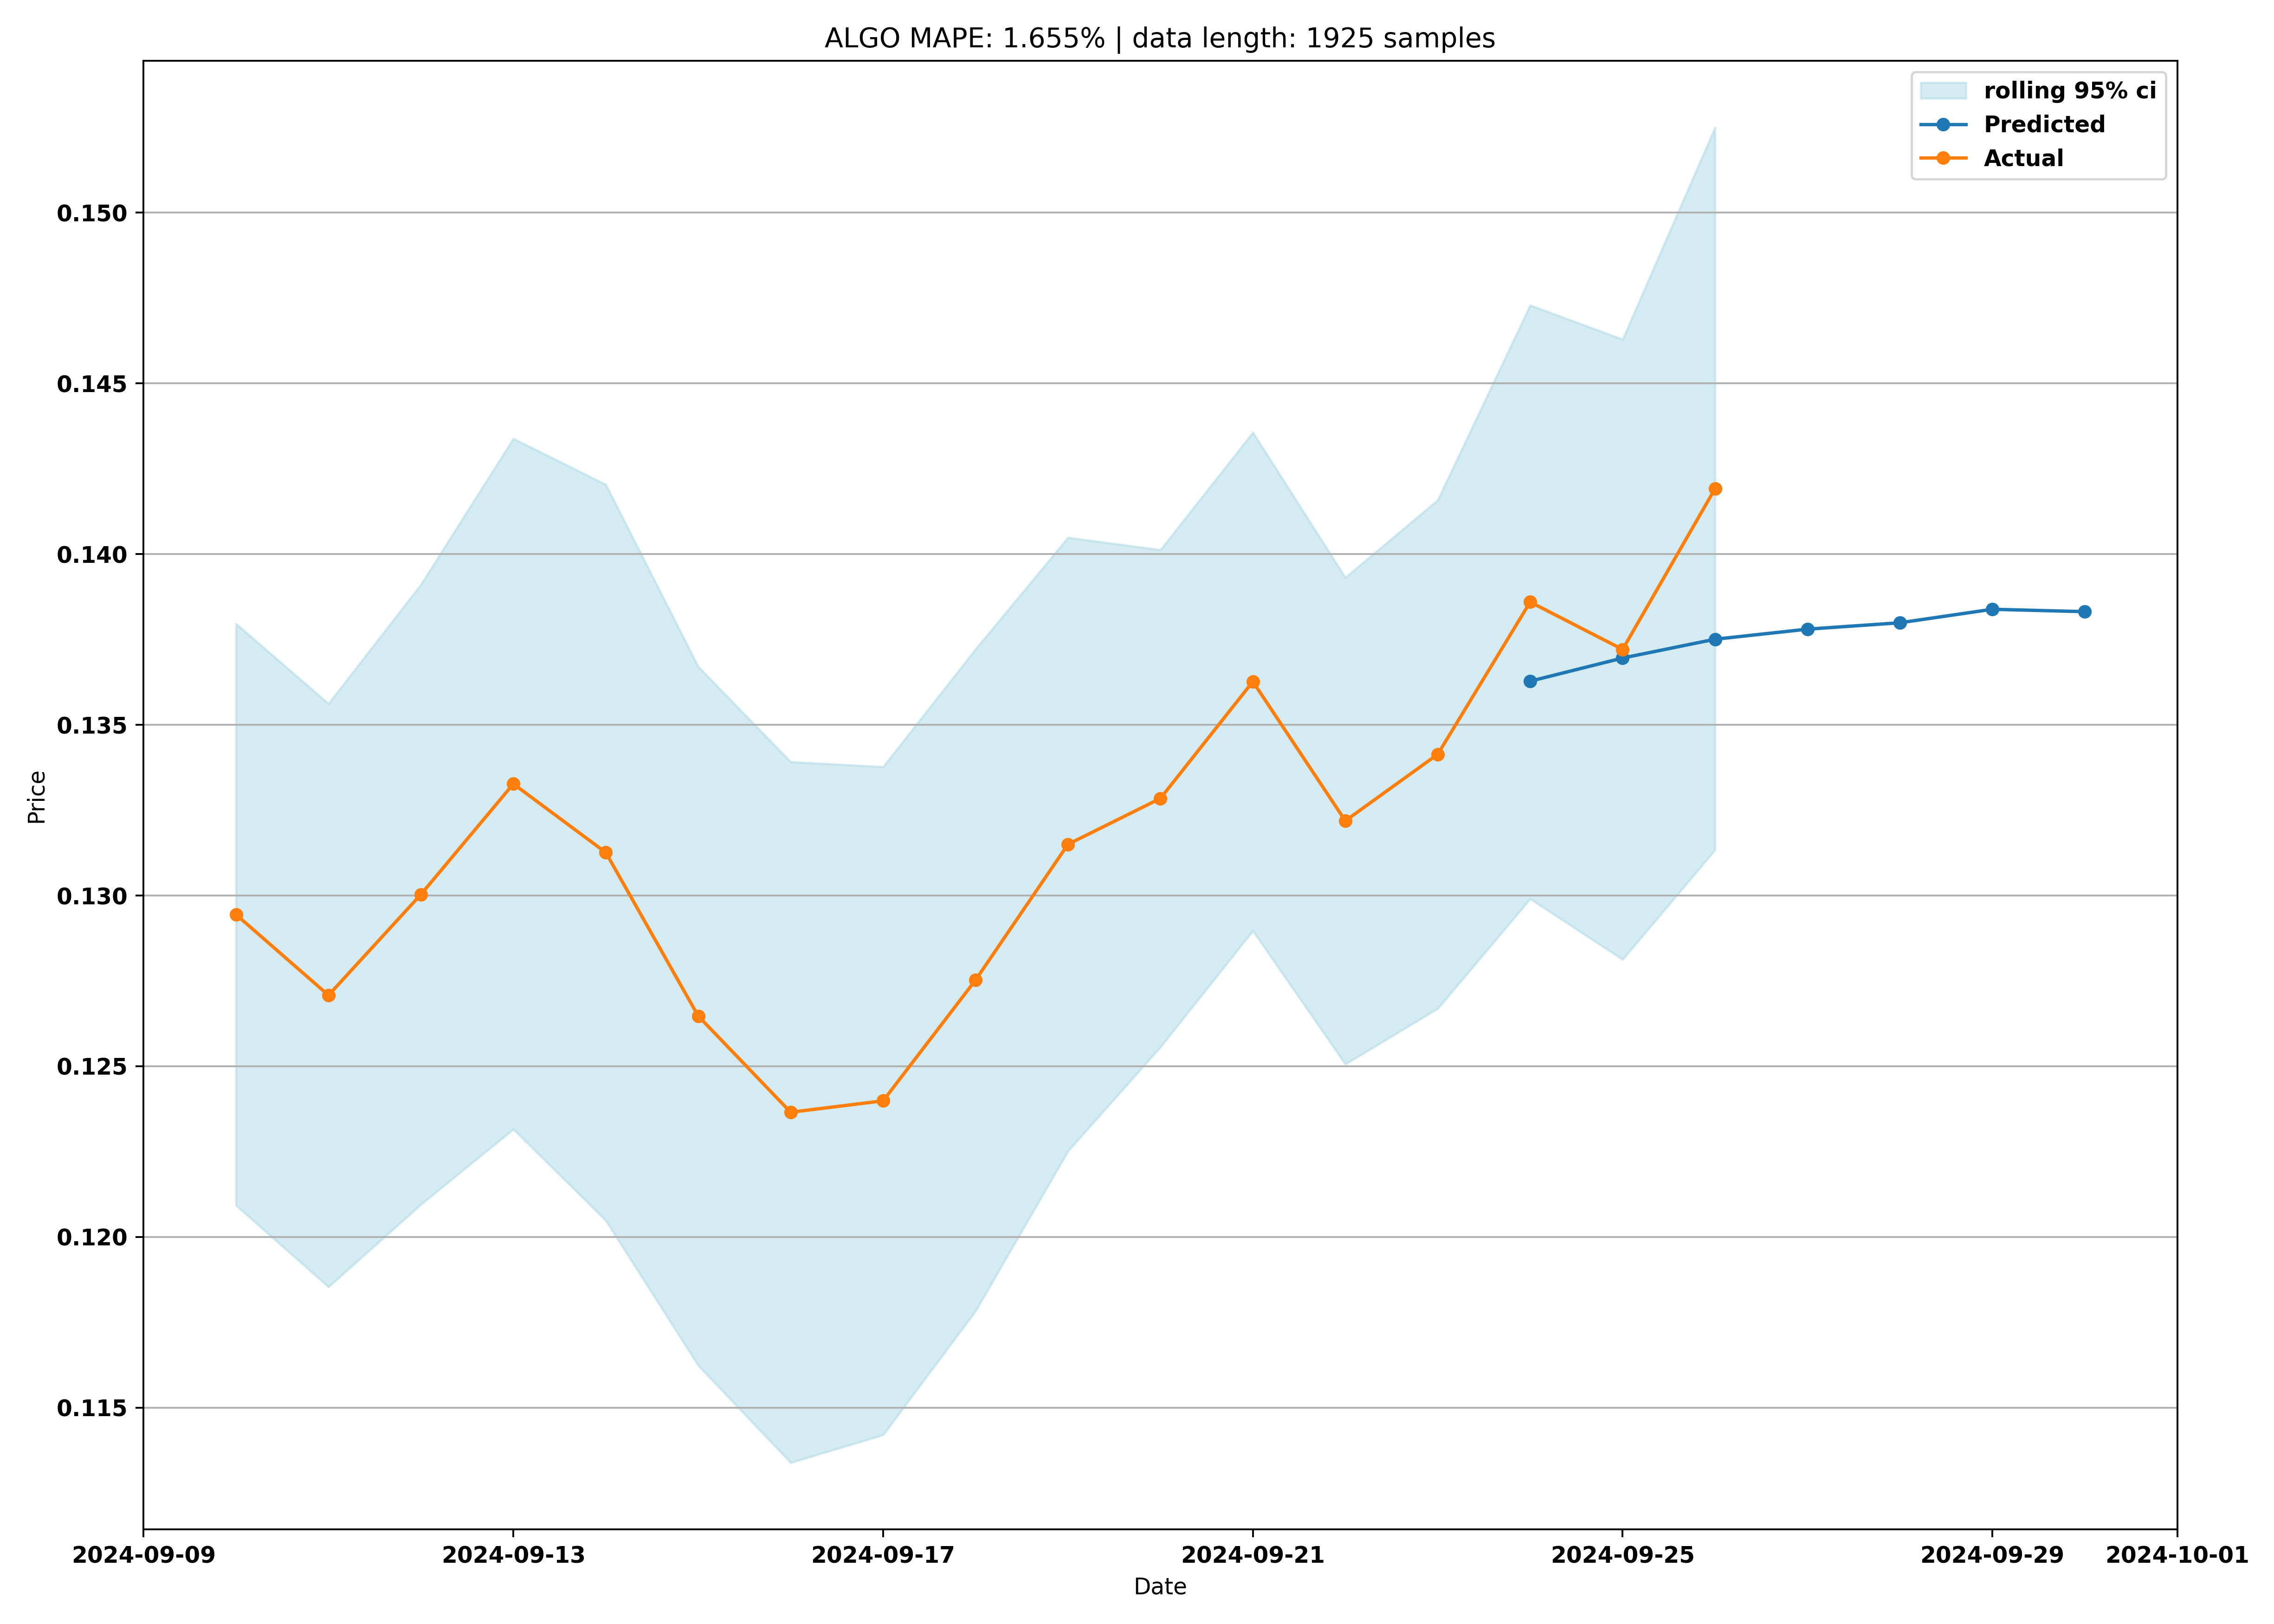 ALGO MAPE: 1.655% | data length: 1925 samples
rolling 95% ci
Predicted
Actual
0.150
0.145
0.140
0.135
0.130
0.125
0.120
0.115
Price
2024-09-09 2024-09-13 2024-09-17 2024-09-21 2024-09-25 2024-09-29 2024-10-01
Date